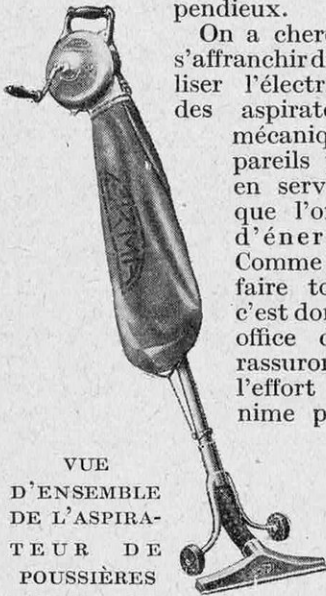 pendieux.
On a cher
s'affranchir d
liser l'électr
des aspirate
mécaniq
pareils
en serv
que l'o
d'éner
Comme
faire to
c'est don
office d
rassuron
l'effort
nime p
VUE
D'ENSEMBLE
DE L'ASPIRA-
TEUR DE
POUSSIÈRES